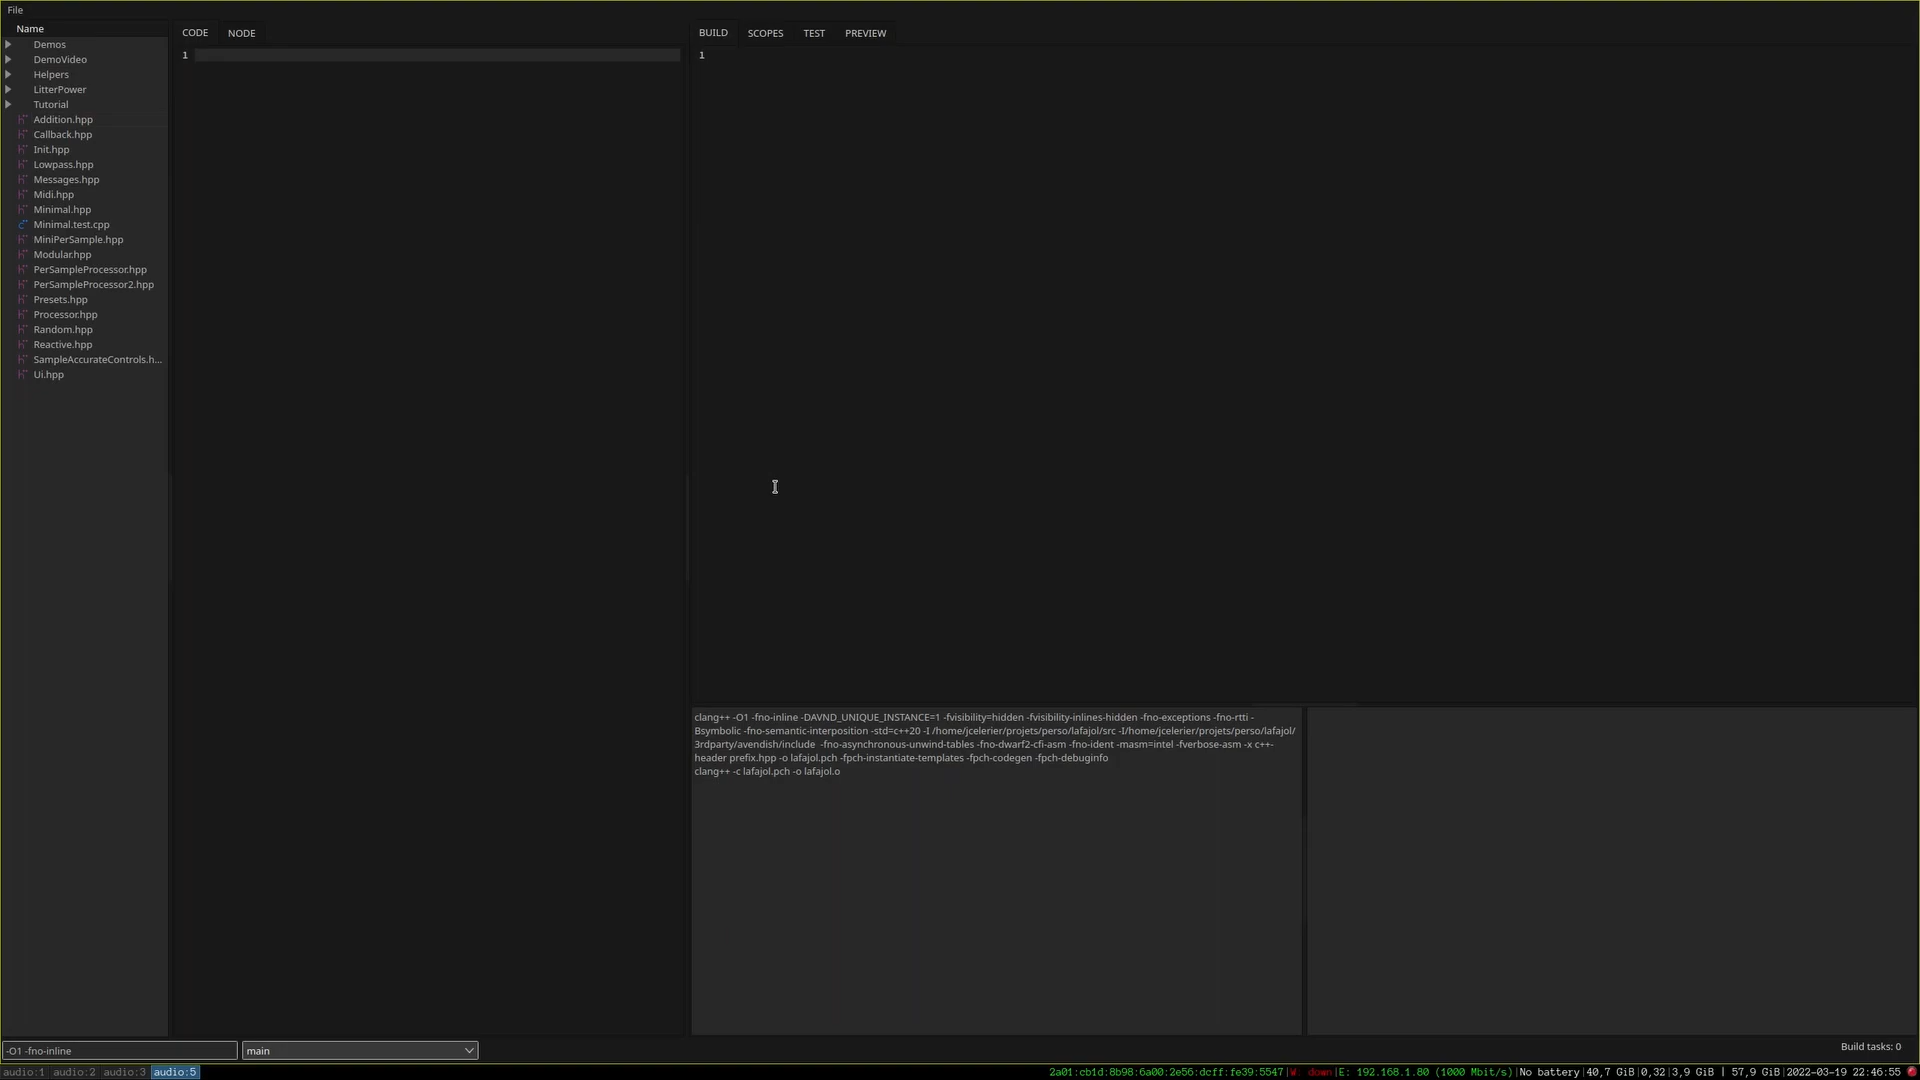 File
Name
Demos
DemoVideo
Helpers
LitterPower
Tutorial
Addition.hpp
Callback.hpp
Init.hpp
Lowpass.hpp
Messages.hpp
Midi.hpp
Minimal.hpp
Minimal.test.cpp
MiniPerSample.hpp
Modular.hpp
PerSampleProcessor.hpp
PerSampleProcessor2.hpp
Presets.hpp
Processor.hpp
Random.hpp
Reactive.hpp
SampleAccurateControls.h...
Ui.hpp
CODE NODE
1
BUILD SCOPES TEST PREVIEW
1
clang++ -O1 -fno-inline -DAVND_UNIQUE_INSTANCE=1 -fvisibility=hidden -fvisibility-inlines-hidden -fno-exceptions -fno-rtti -
Bsymbolic -fno-semantic-interposition -std=c++20 -I /home/jcelerier/projets/perso/lafajol/src -I/home/jcelerier/projets/perso/lafajol/
3rdparty/avendish/include  -fno-asynchronous-unwind-tables -fno-dwarf2-cfi-asm -fno-ident -masm=intel -fverbose-asm -x c++-
header prefix.hpp -o lafajol.pch -fpch-instantiate-templates -fpch-codegen -fpch-debuginfo
clang++ -c lafajol.pch -o lafajol.o
-O1 -fno-inline main Build tasks: 0
audio:1 audio:2 audio:3 audio:5 2a01:cb1d:8b98:6a00:2e56:dcff:fe39:5547|W: down|E: 192.168.1.80 (1000 Mbit/s)|No battery|40,7 GiB|0,32|3,9 GiB | 57,9 GiB|2022-03-19 22:46:55